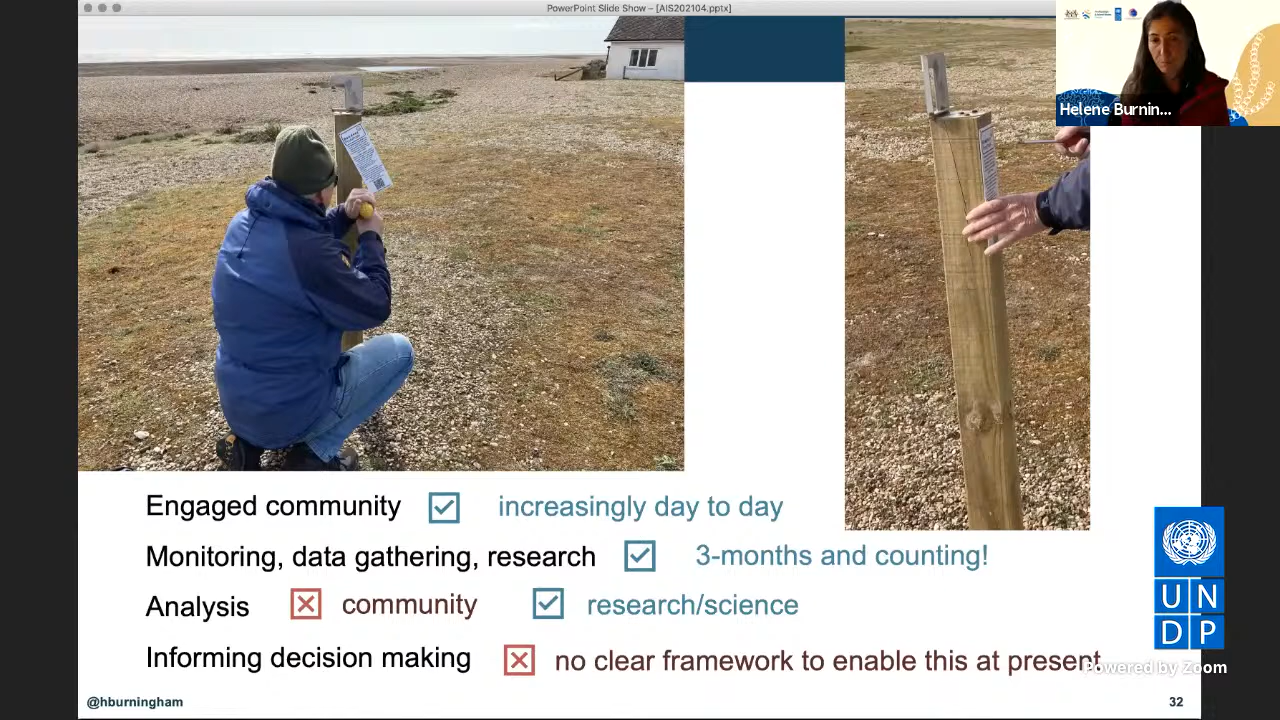 PowerPoint Slide Show – [AIS202104.pptx]
Helene Burnin...
Engaged community increasingly day to day
Monitoring, data gathering, research 3-months and counting!
Analysis community research/science
Informing decision making no clear framework to enable this at present
@hburningham
32
UN
DP
Powered by Zoom